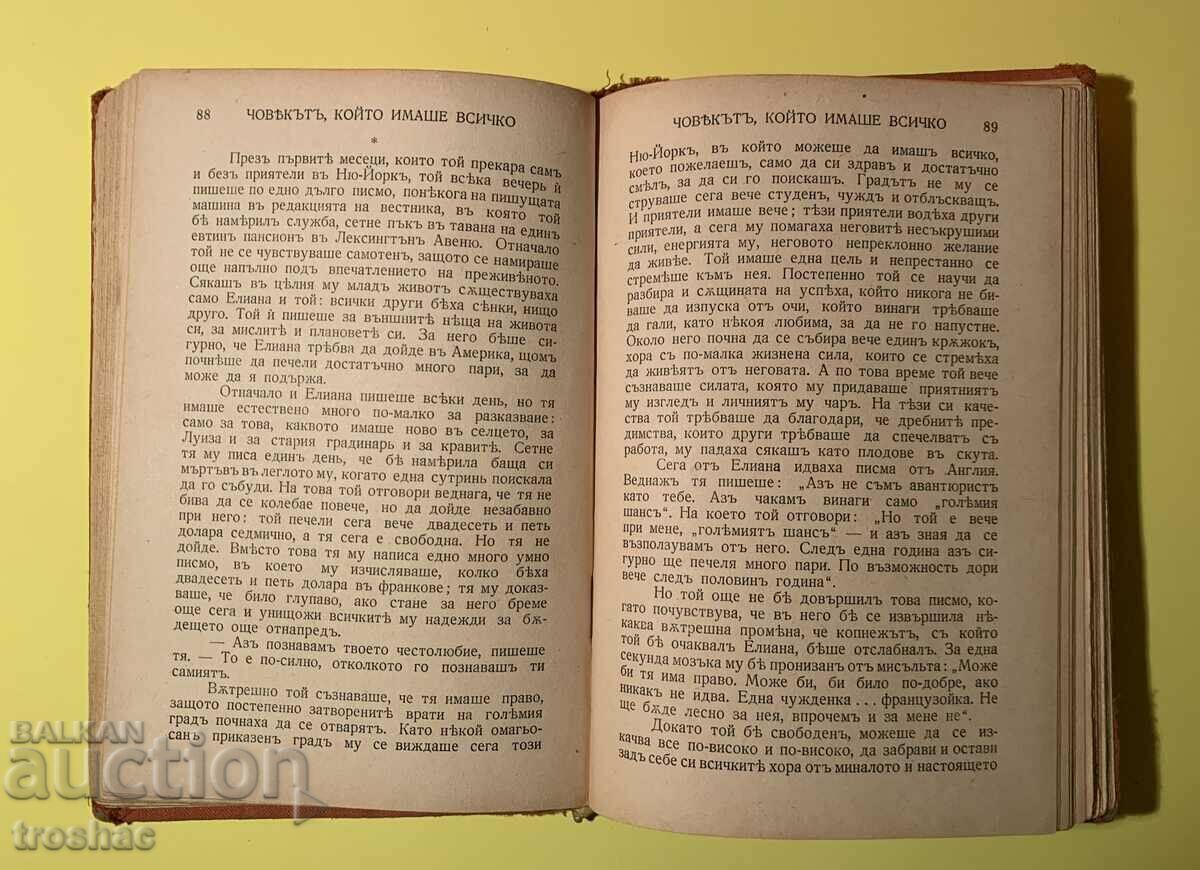 88 ЧОВѢКЪТЪ, КОЙТО ИМАШЕ ВСИЧКО
*
Презъ първитѣ месеци, които той прекара самъ
и безъ приятели въ Ню-Йоркъ, той всѣка вечерь ѝ
пишеше по едно дълго писмо, понѣкога на пишущата
машина въ редакцията на вестника, въ която той
бѣ намѣрилъ служба, сетне пъкъ въ тавана на единъ
евтинъ пансионъ въ Лексингтънъ Авеню. Отначало
той не се чувствуваше самотенъ, защото се намираше
още напълно подъ впечатлението на преживѣното.
Сякашъ въ цѣлия му младъ животъ сѫществуваха
само Елиана и той: всички други бѣха сѣнки, нищо
друго. Той ѝ пишеше за външнитѣ нѣща на живота
си, за мислитѣ и плановетѣ си. За него бѣше си-
гурно, че Елиана трѣбва да дойде въ Америка, щомъ
почнѣше да печели достатъчно много пари, за да
може да я подържа.
Отначало и Елиана пишеше всѣки день, но тя
имаше естествено много по-малко за разказване:
само за това, каквото имаше ново въ селцето, за
Луиза и за стария градинарь и за кравитѣ. Сетне
тя му писа единъ день, че бѣ намѣрила баща си
мъртъвъ въ леглото му, когато една сутринь поискала
да го събуди. На това той отговори веднага, че тя не
бива да се колебае повече, но да дойде незабавно
при него: той печели сега вече двадесеть и петь
долара седмично, а тя сега е свободна. Но тя не
дойде. Вмѣсто това тя му написа едно много умно
писмо, въ което му изчисляваше, колко бѣха
двадесеть и петь долара въ франкове; тя му доказ-
ваше, че било глупаво, ако стане за него бреме
още сега и унищожи всичкитѣ му надежди за бѫ-
дещето още отнапредъ.
— Азъ познавамъ твоето честолюбие, пишеше
тя. — То е по-силно, отколкото го познавашъ ти
самиятъ.
Вѫтрешно той съзнаваше, че тя имаше право,
защото постепенно затворенитѣ врати на голѣмия
градъ почнаха да се отварятъ. Като нѣкой омагьо-
санъ приказенъ градъ му се виждаше сега този
ЧОВѢКЪТЪ, КОЙТО ИМАШЕ ВСИЧКО 89
Ню-Йоркъ, въ който можеше да имашъ всичко,
което пожелаешъ, само да си здравъ и достатъчно
смѣлъ, за да си го поискашъ. Градътъ не му се
струваше сега вече студенъ, чуждъ и отблъскващъ.
И приятели имаше вече; тѣзи приятели водѣха други
приятели, а сега му помагаха неговитѣ несъкрушими
сили, енергията му, неговото непреклонно желание
да живѣе. Той имаше една цель и непрестанно се
стремѣше къмъ нея. Постепенно той се научи да
разбира и сѫщината на успѣха, който никога не би-
ваше да изпуска отъ очи, който винаги трѣбваше
да гали, като нѣкоя любима, за да не го напустне.
Около него почна да се събира вече единъ крѫжокъ,
хора съ по-малка жизнена сила, които се стремѣха
да живѣятъ отъ неговата. А по това време той вече
съзнаваше силата, която му придаваше приятниятъ
му изгледъ и личниятъ му чаръ. На тѣзи си каче-
ства той трѣбваше да благодари, че дребнитѣ пре-
димства, които други трѣбваше да спечелватъ съ
работа, му падаха сякашъ като плодове въ скута.
Сега отъ Елиана идваха писма отъ Англия.
Веднажъ тя пишеше: „Азъ не съмъ авантюристъ
като тебе. Азъ чакамъ винаги само „голѣмия
шансъ“. На което той отговори: „Но той е вече
при мене, „голѣмиятъ шансъ“ — и азъ зная да се
възползувамъ отъ него. Следъ една година азъ си-
гурно ще печеля много пари. По възможность дори
вече следъ половинъ година“.
Но той още не бѣ довършилъ това писмо, ко-
гато почувствува, че въ него бѣ се извършила нѣ-
каква вѫтрешна промѣна, че копнежътъ, съ който
той бѣ очаквалъ Елиана, бѣше отслабналъ. За една
секунда мозъка му бѣ пронизанъ отъ мисъльта: „Може
би тя има право. Може би, би било по-добре, ако
никакъ не идва. Една чужденка... французойка. Не
ще бѫде лесно за нея, впрочемъ и за мене не“.
Докато той бѣ свободенъ, можеше да се из-
качва все по-високо и по-високо, да забрави и остави
задъ себе си всичкитѣ хора отъ миналото и настоящето
БАLKAN
auction
troshac